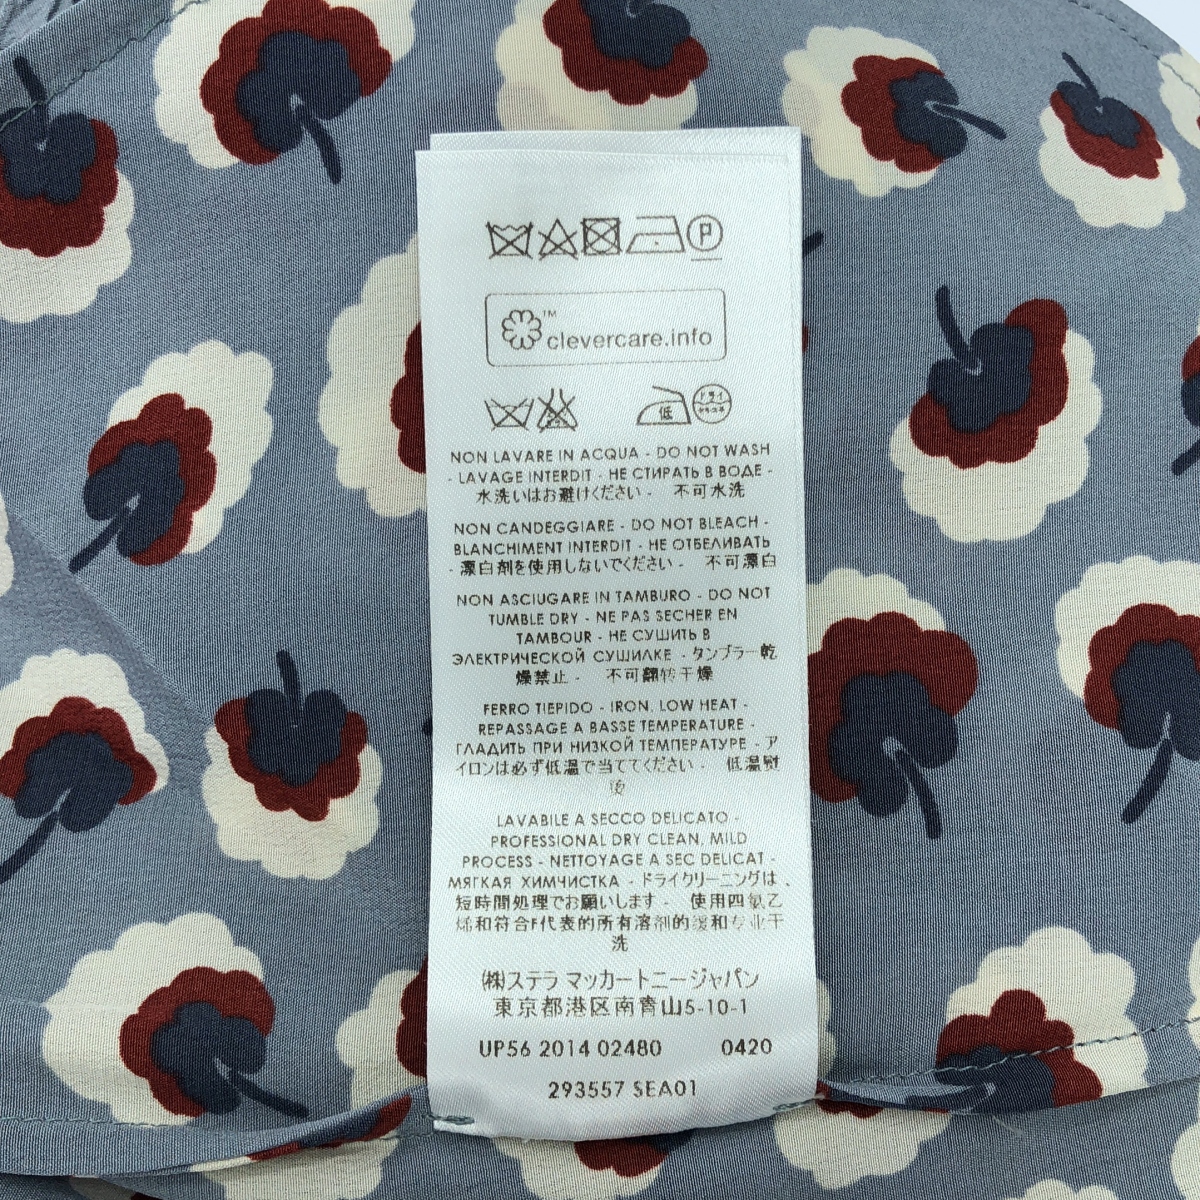 P
™ clevercare.info
低 ドライ
NON LAVARE IN ACQUA - DO NOT WASH
- LAVAGE INTERDIT - НЕ СТИРАТЬ В ВОДЕ -
水洗いはお避けください - 不可水洗
NON CANDEGGIARE - DO NOT BLEACH -
BLANCHIMENT INTERDIT - НЕ ОТБЕЛИВАТЬ
- 漂白剤を使用しないでください - 不可漂白
NON ASCIUGARE IN TAMBURO - DO NOT
TUMBLE DRY - NE PAS SECHER EN
TAMBOUR - НЕ СУШИТЬ В
ЭЛЕКТРИЧЕСКОЙ СУШИЛКЕ - タンブラー乾
燥禁止 - 不可翻转干燥
FERRO TIEPIDO - IRON, LOW HEAT -
REPASSAGE A BASSE TEMPERATURE -
ГЛАДИТЬ ПРИ НИЗКОЙ ТЕМПЕРАТУРЕ - ア
イロンは必ず低温で当ててください - 低温熨
烫
LAVABILE A SECCO DELICATO -
PROFESSIONAL DRY CLEAN, MILD
PROCESS - NETTOYAGE A SEC DELICAT -
МЯГКАЯ ХИМЧИСТКА - ドライクリーニングは、
短時間処理でお願いします - 使用四氯乙
烯和符合F代表的所有溶剂的缓和专业干
洗
(株)ステラ マッカートニージャパン
東京都港区南青山5-10-1
UP56 2014 02480 0420
293557 SEA01